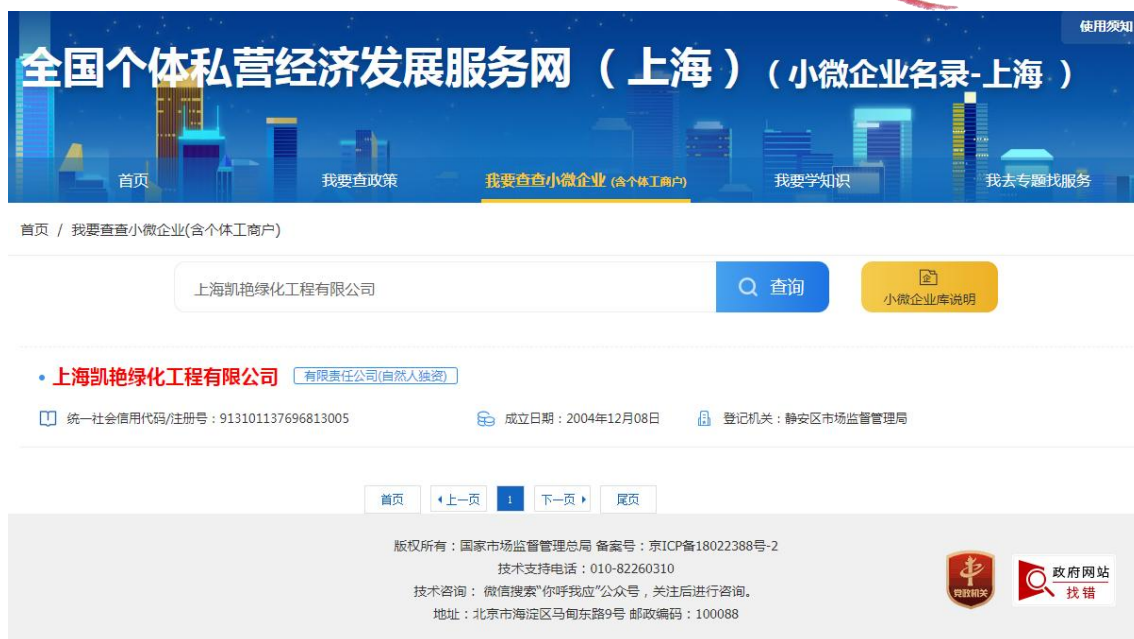 使用须知
全国个体私营经济发展服务网（上海）（小微企业名录-上海 ）
首页 我要查政策 我要查查小微企业 (含个体工商户) 我要学知识 我去专题找服务
首页 / 我要查查小微企业(含个体工商户)
上海凯艳绿化工程有限公司 查询 企 小微企业库说明
上海凯艳绿化工程有限公司 有限责任公司(自然人独资)
统一社会信用代码/注册号：913101137696813005 成立日期：2004年12月08日 登记机关：静安区市场监督管理局
首页 上一页 1 下一页 尾页
版权所有：国家市场监督管理总局 备案号：京ICP备18022388号-2
技术支持电话：010-82260310
技术咨询： 微信搜索“你呼我应”公众号，关注后进行咨询。
地址：北京市海淀区马甸东路9号 邮政编码：100088
党政机关
政府网站
找错